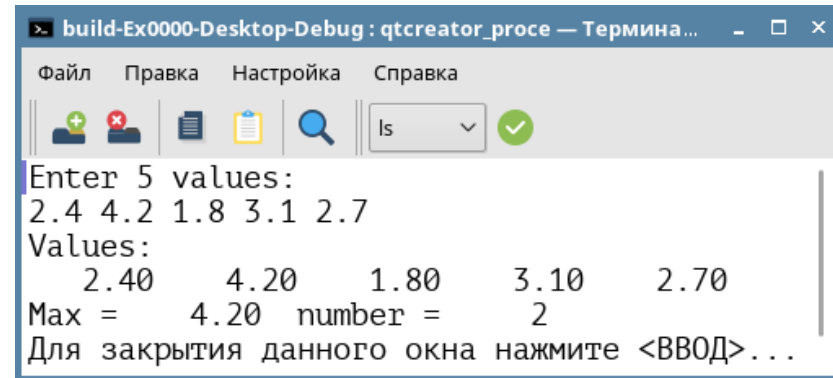 build-Ex0000-Desktop-Debug : qtcreator_proce — Термина...
Файл Правка Настройка Справка
ls
Enter 5 values:
2.4 4.2 1.8 3.1 2.7
Values:
   2.40    4.20    1.80    3.10    2.70
Max =    4.20  number =     2
Для закрытия данного окна нажмите <ВВОД>...